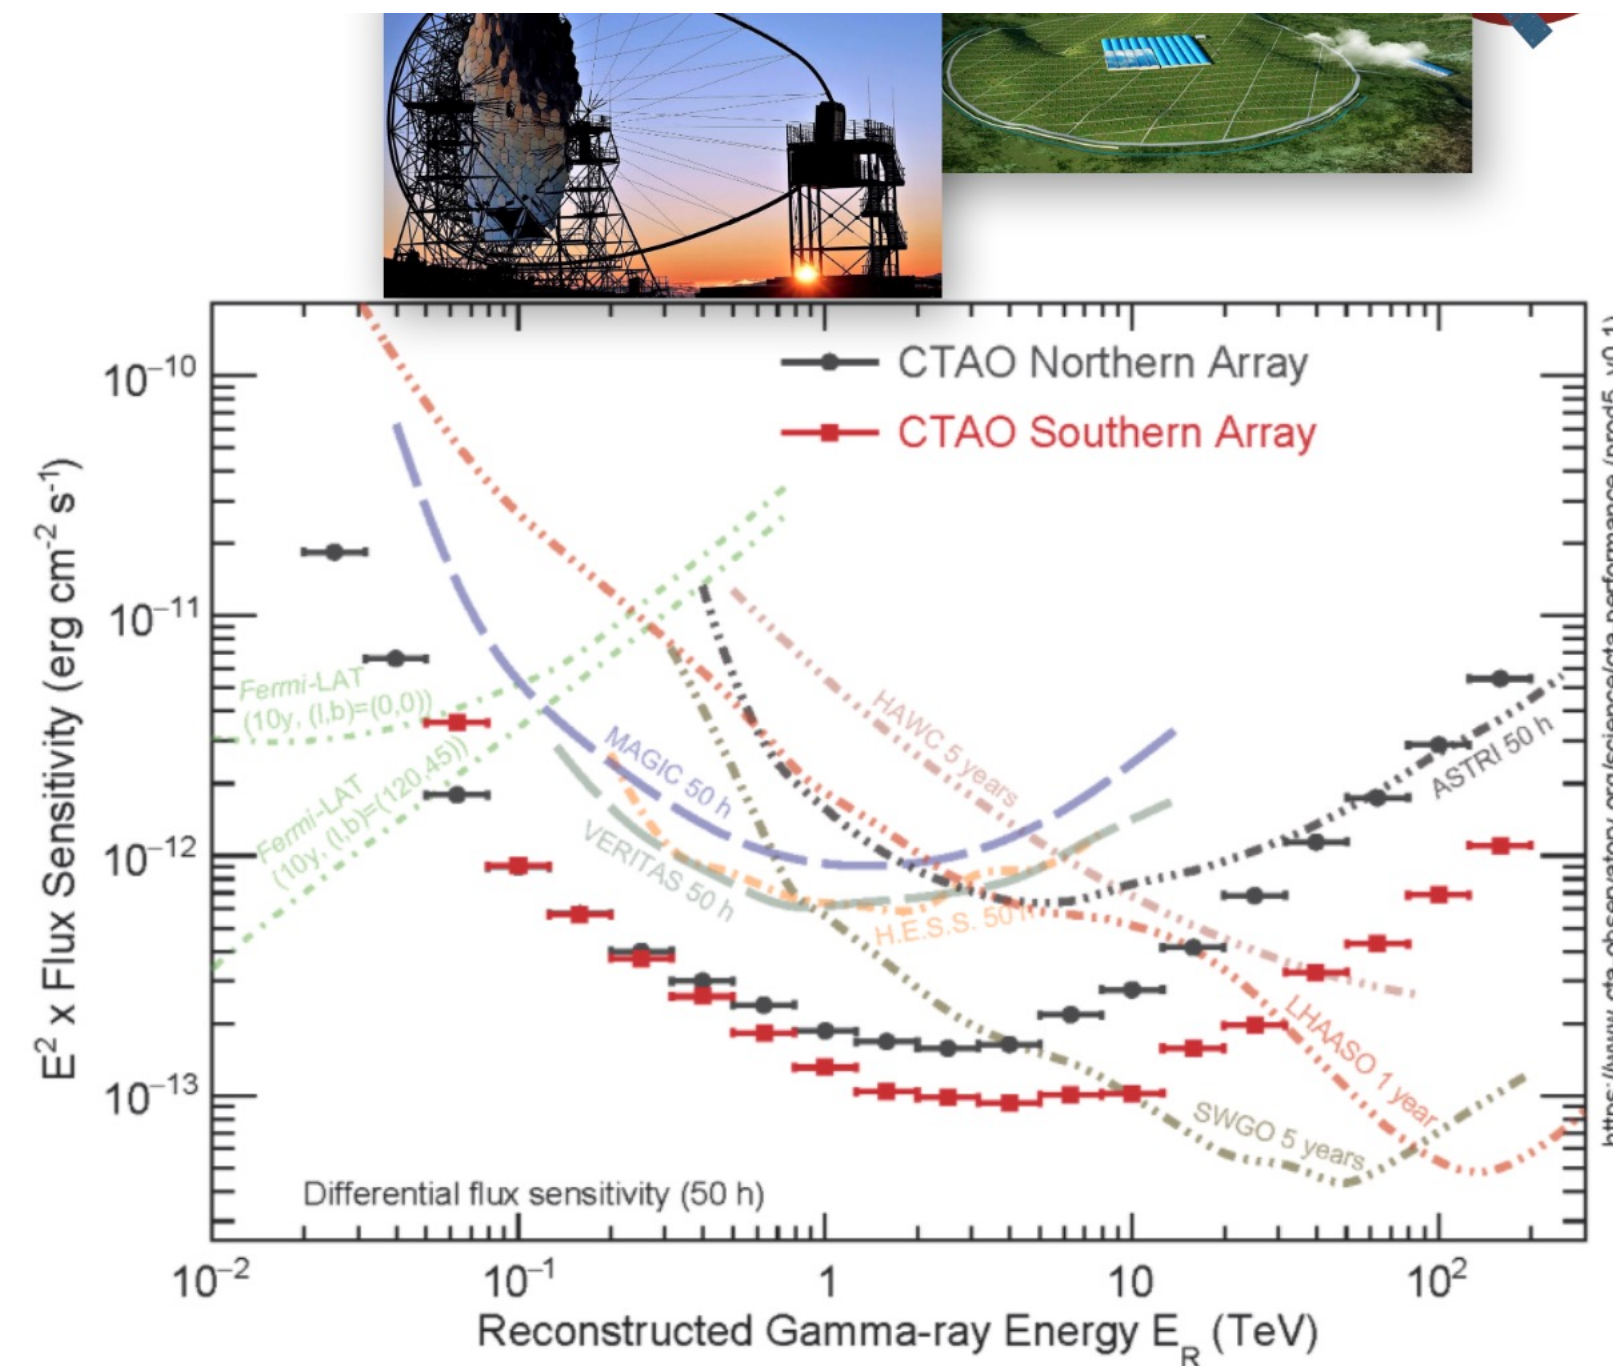 CTAO Northern Array
CTAO Southern Array
10⁻¹⁰
10⁻¹¹
10⁻¹²
10⁻¹³
E² x Flux Sensitivity (erg cm⁻² s⁻¹)
Fermi-LAT
(10y, (l,b)=(0,0))
Fermi-LAT
(10y, (l,b)=(120,45))
MAGIC 50 h
VERITAS 50 h
HAWC 5 years
H.E.S.S. 50 h
ASTRI 50 h
LHAASO 1 year
SWGO 5 years
Differential flux sensitivity (50 h)
10⁻²
10⁻¹
1
10
10²
Reconstructed Gamma-ray Energy E_R (TeV)